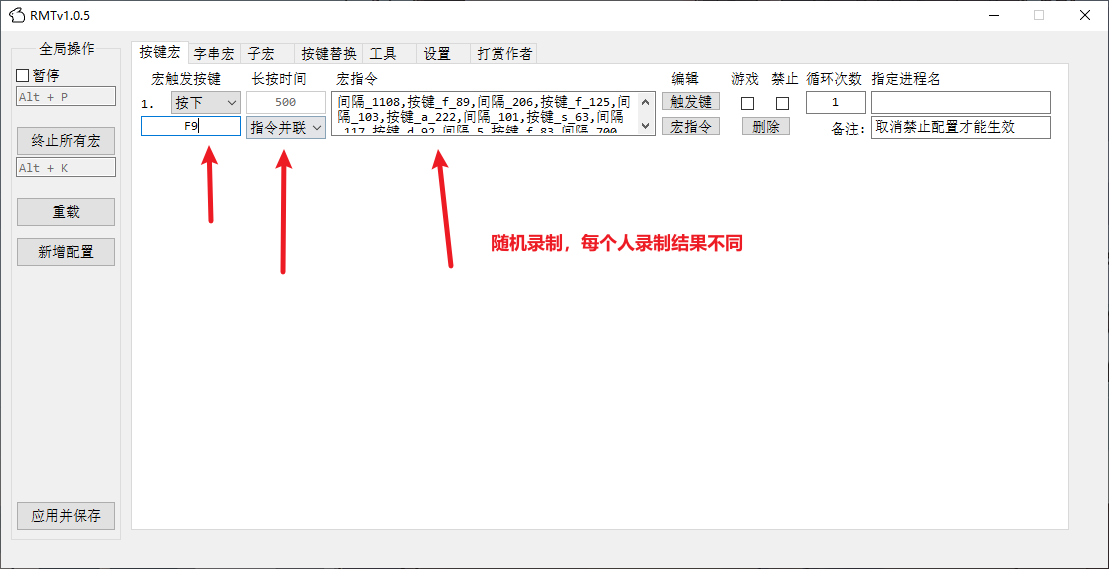 RMTv1.0.5
全局操作
暂停
Alt + P
终止所有宏
Alt + K
重载
新增配置
应用并保存
按键宏 字串宏 子宏 按键替换 工具 设置 打赏作者
宏触发按键 长按时间 宏指令 编辑 游戏 禁止 循环次数 指定进程名
1. 按下 500 间隔_1108,按键_f_89,间隔_206,按键_f_125,间 触发键 1
隔_103,按键_a_222,间隔_101,按键_s_63,间隔
F9 指令并联 _117,按键_d_92,间隔_5,按键_f_83,间隔_700 宏指令 删除 备注: 取消禁止配置才能生效
随机录制，每个人录制结果不同